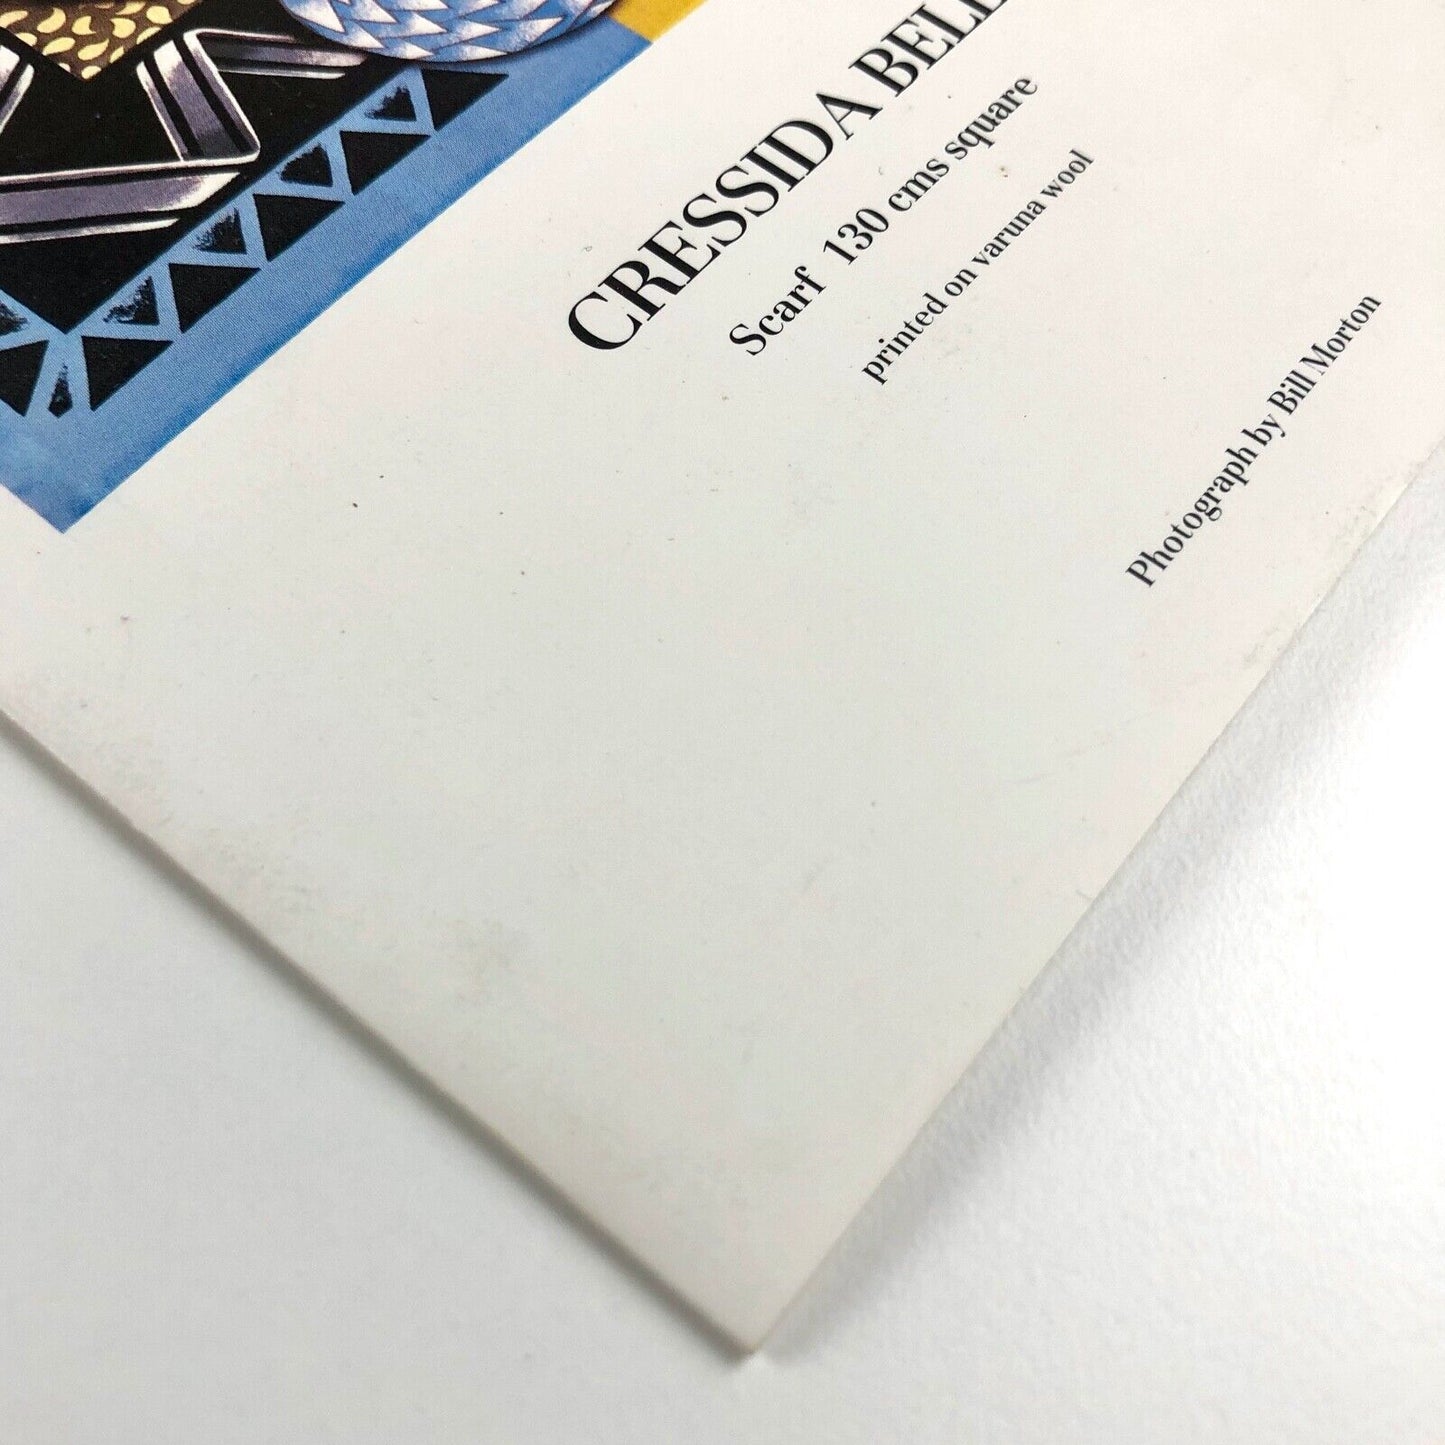 CRESSIDA BELL
Scarf 130 cms square
printed on varuna wool
Photograph by Bill Morton